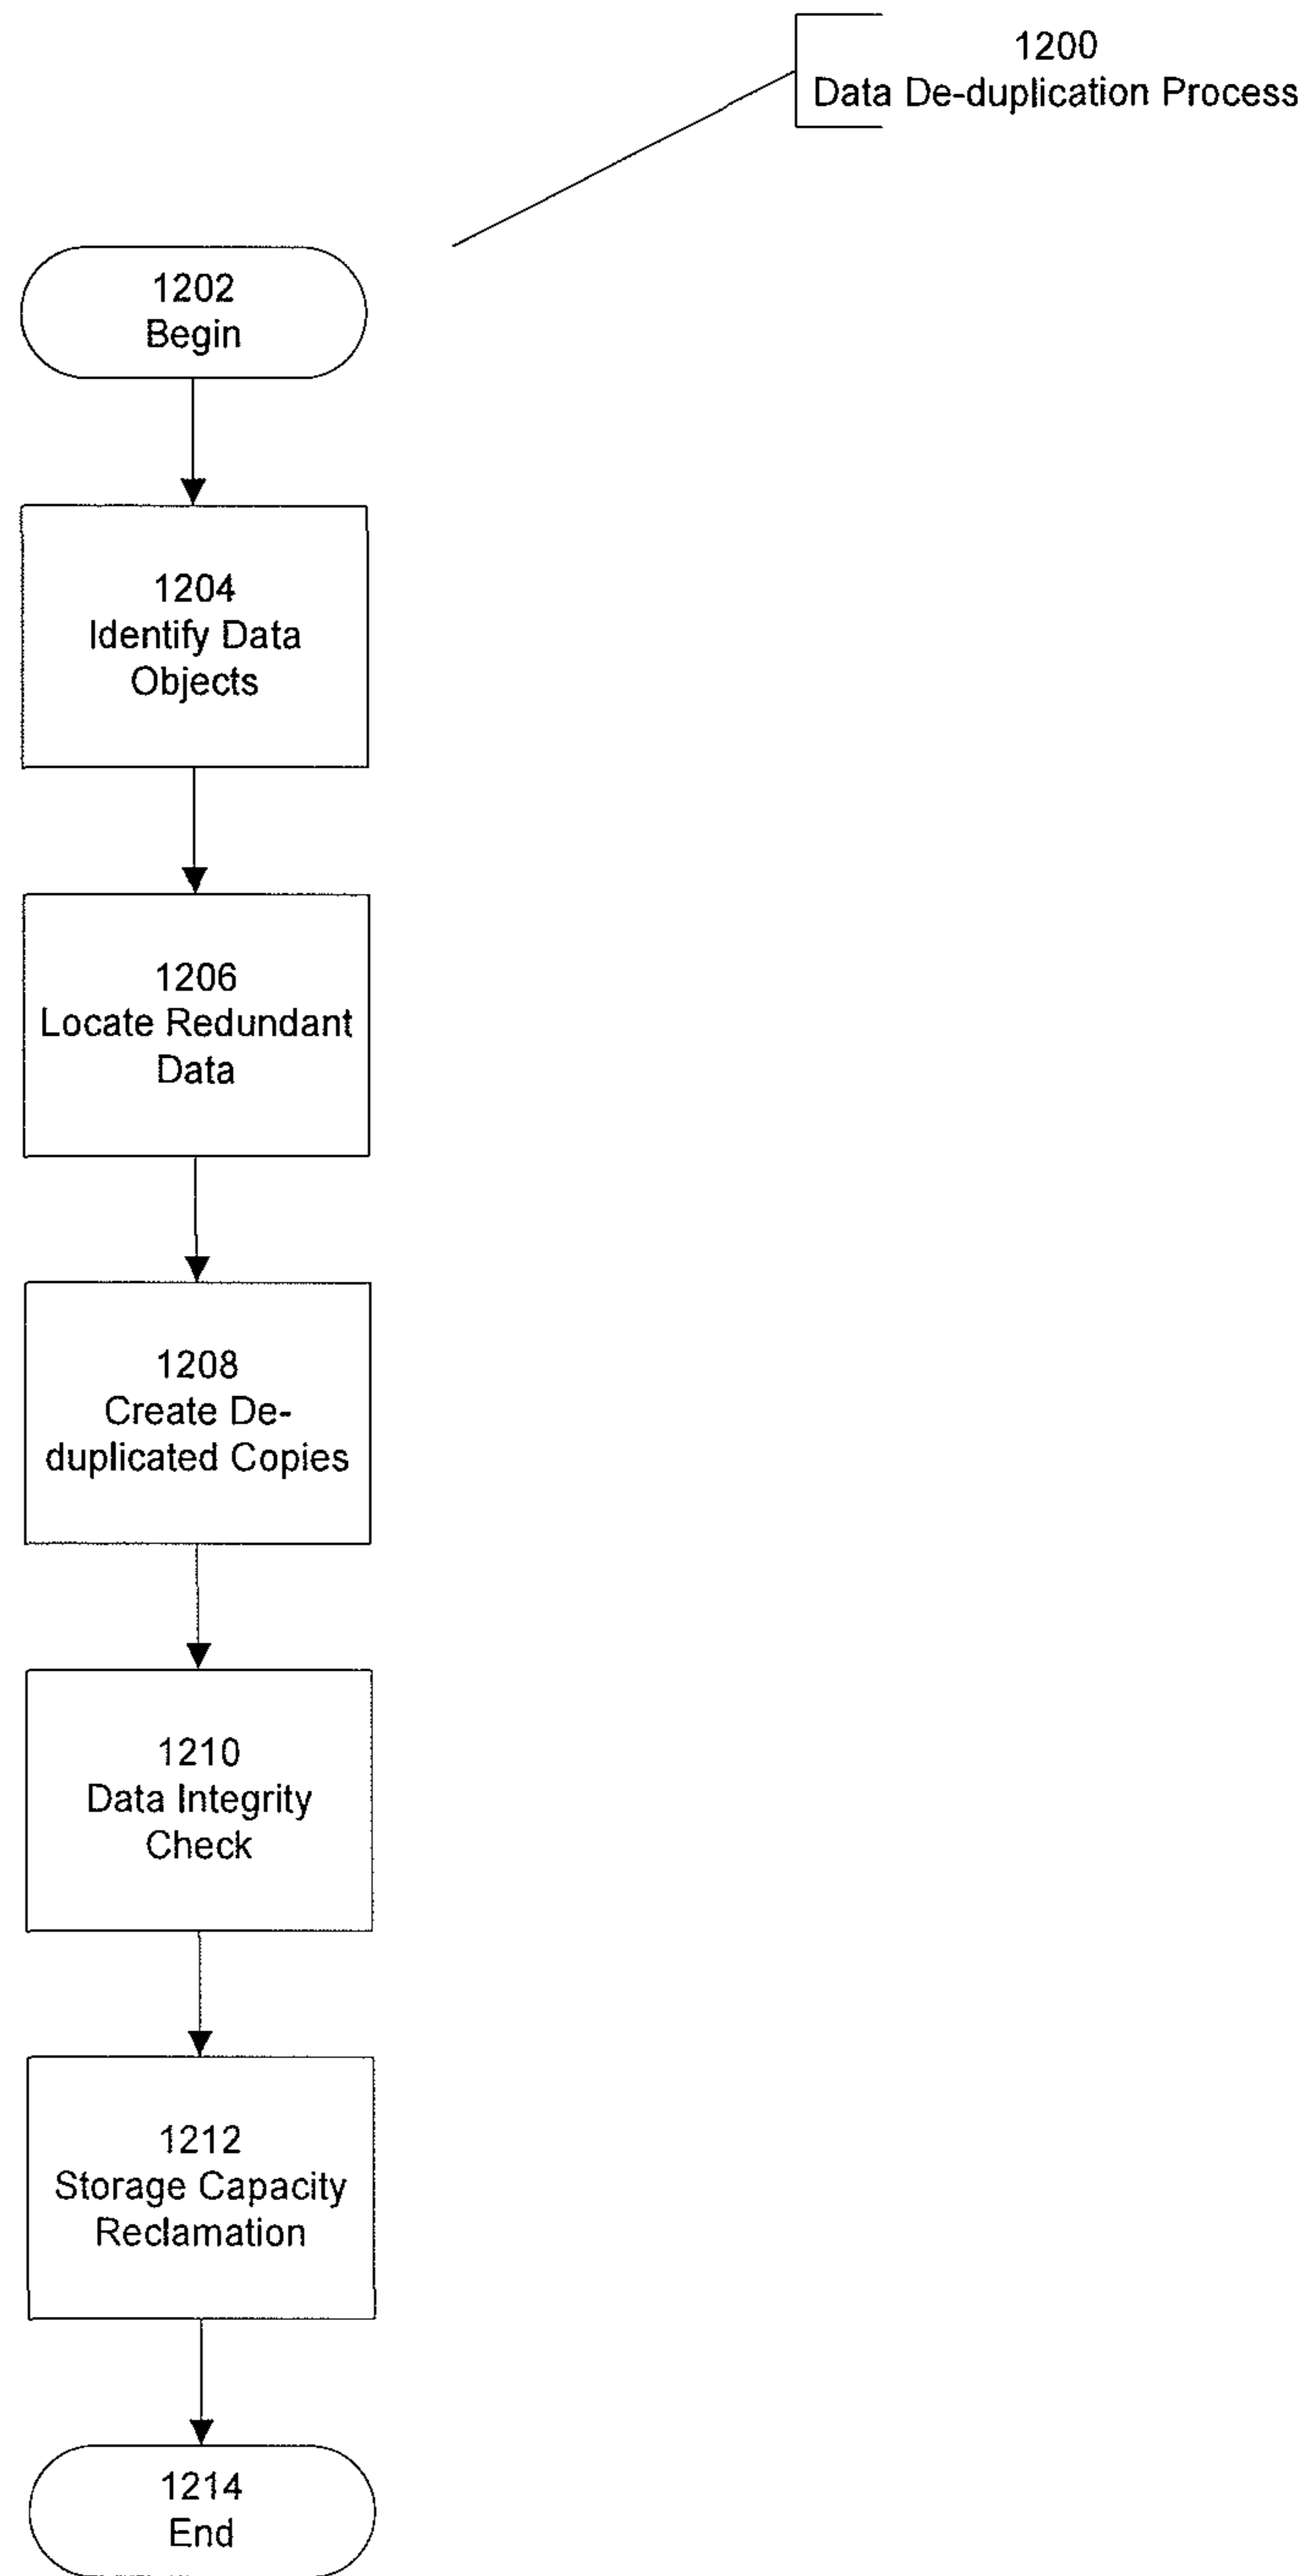 1200
Data De-duplication Process
1202
Begin
1204
Identify Data
Objects
1206
Locate Redundant
Data
1208
Create De-
duplicated Copies
1210
Data Integrity
Check
1212
Storage Capacity
Reclamation
1214
End